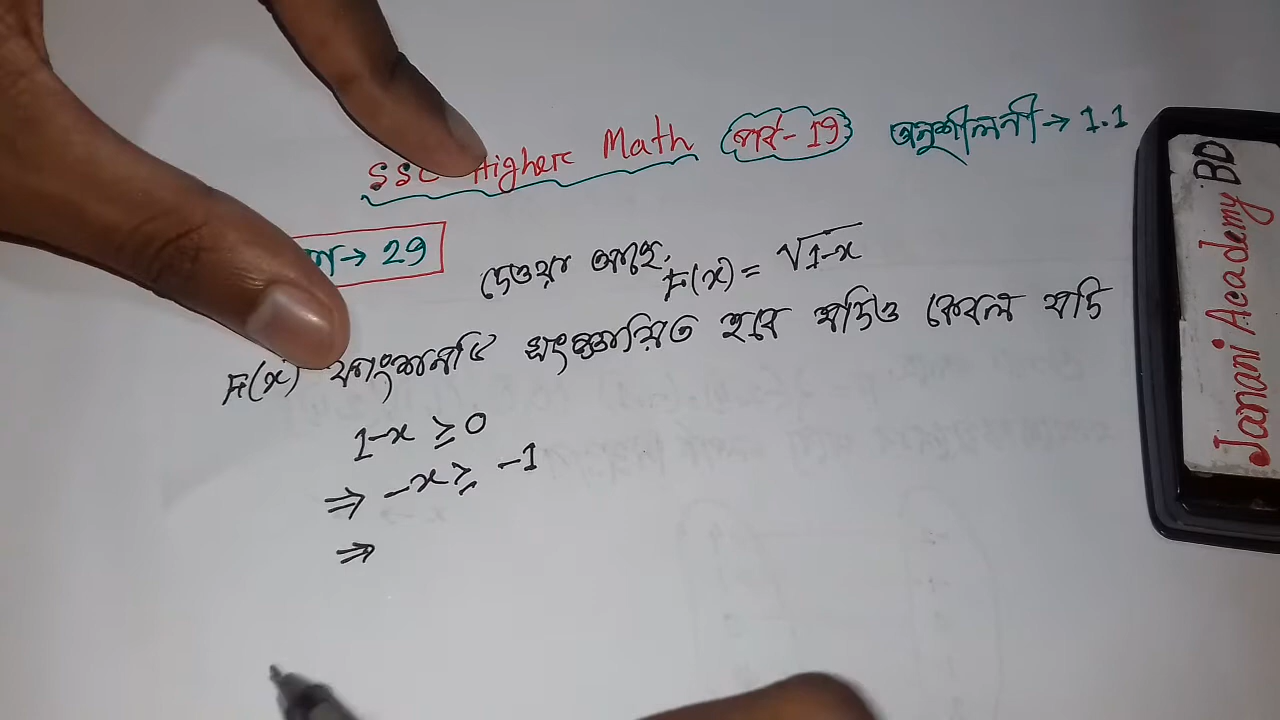 SSC Higher Math পর্ব- 19 অনুশীলনী → 1.1
→ 29
দেওয়া আছে, F(x) = √1-x
F(x) ফাংশনটি সংজ্ঞায়িত হবে যদিও কেবল যদি
1-x ≥ 0
⇒ -x ≥ -1
⇒
Janani Academy BD